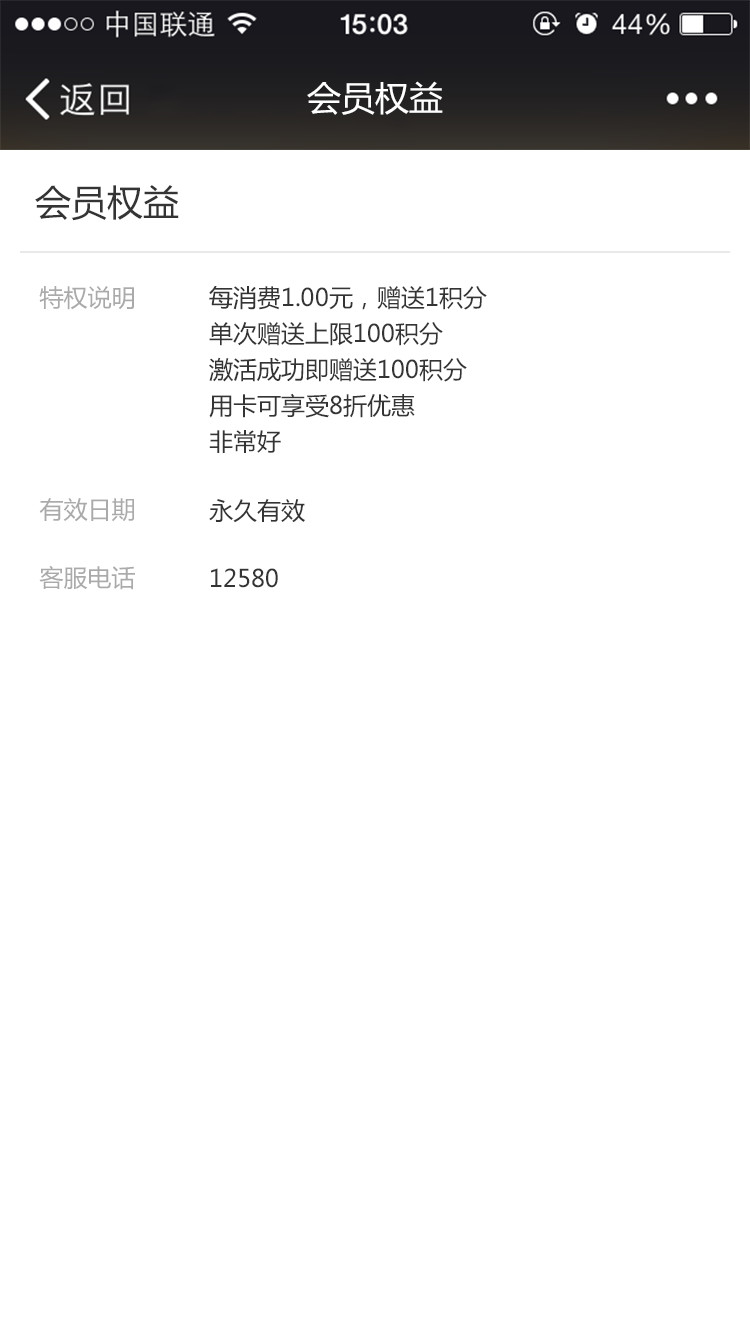 中国联通 15:03 44%
返回 会员权益
会员权益
特权说明 每消费1.00元，赠送1积分
单次赠送上限100积分
激活成功即赠送100积分
用卡可享受8折优惠
非常好
有效日期 永久有效
客服电话 12580